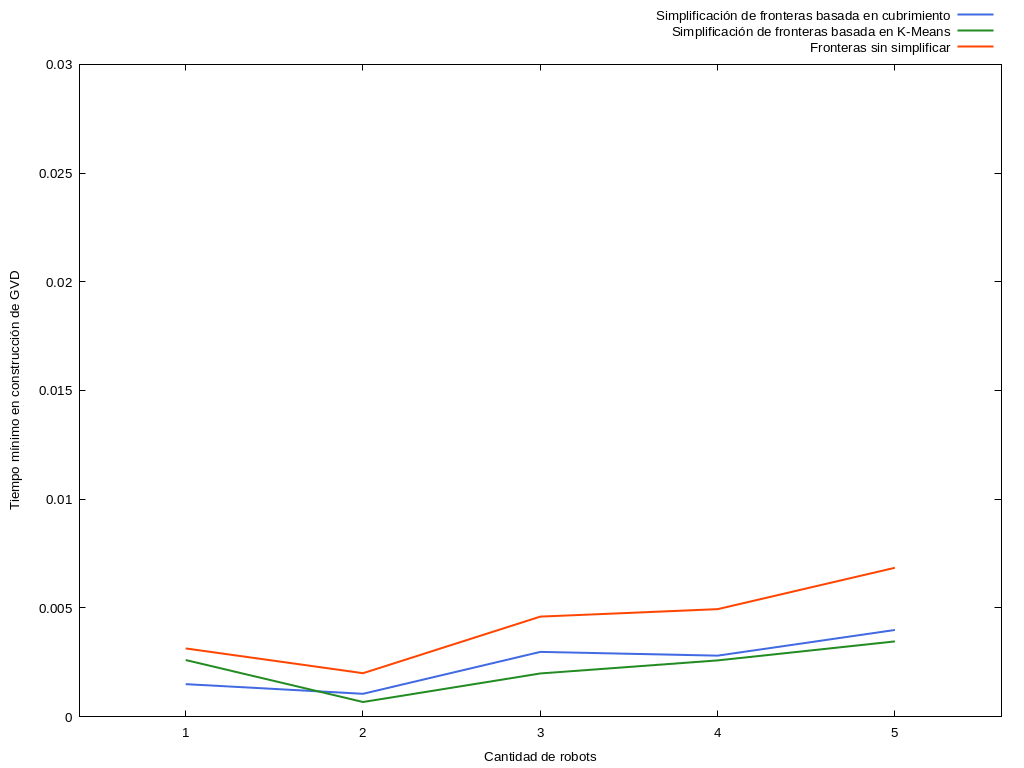 Simplificación de fronteras basada en cubrimiento
Simplificación de fronteras basada en K-Means
Fronteras sin simplificar
0.03
0.025
0.02
0.015
0.01
0.005
0
Tiempo mínimo en construcción de GVD
1 2 3 4 5
Cantidad de robots